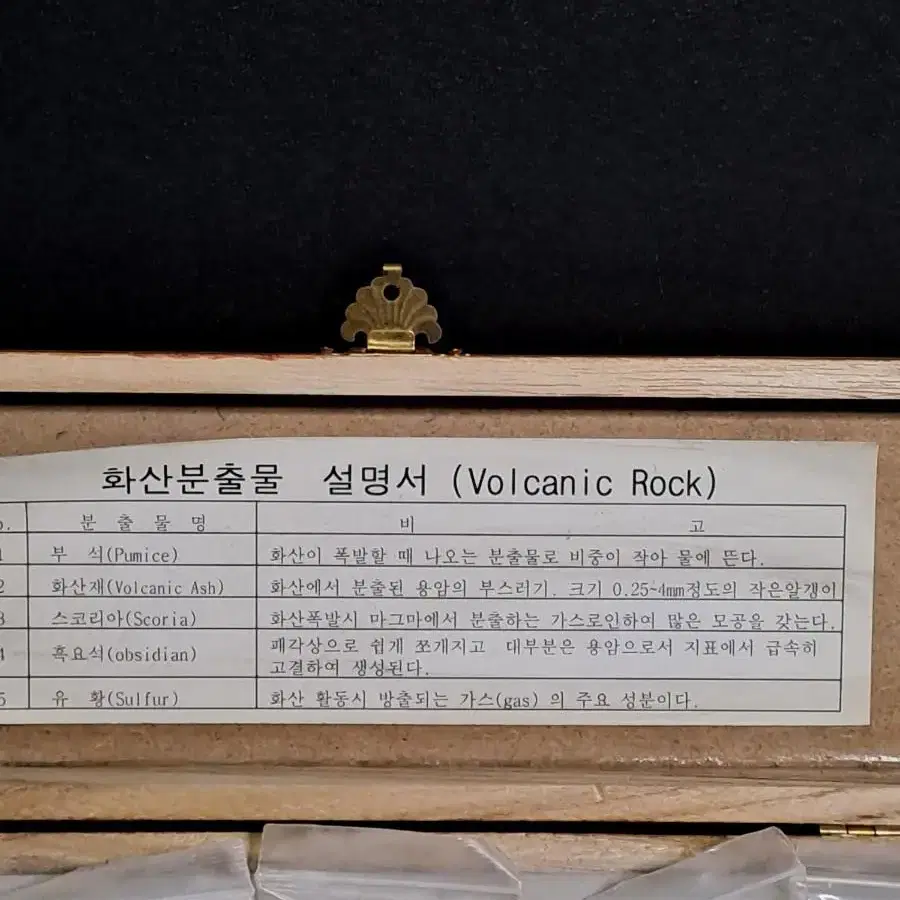 화산분출물 설명서 (Volcanic Rock)
분 출 물 명 비 고
부 석(Pumice) 화산이 폭발할 때 나오는 분출물로 비중이 작아 물에 뜬다.
2 화산재(Volcanic Ash) 화산에서 분출된 용암의 부스러기. 크기 0.25~4mm정도의 작은알갱이
스코리아(Scoria) 화산폭발시 마그마에서 분출하는 가스로인하여 많은 모공을 갖는다.
흑요석(obsidian) 패각상으로 쉽게 쪼개지고 대부분은 용암으로서 지표에서 급속히
고결하여 생성된다.
5 유 황(Sulfur) 화산 활동시 방출되는 가스(gas) 의 주요 성분이다.